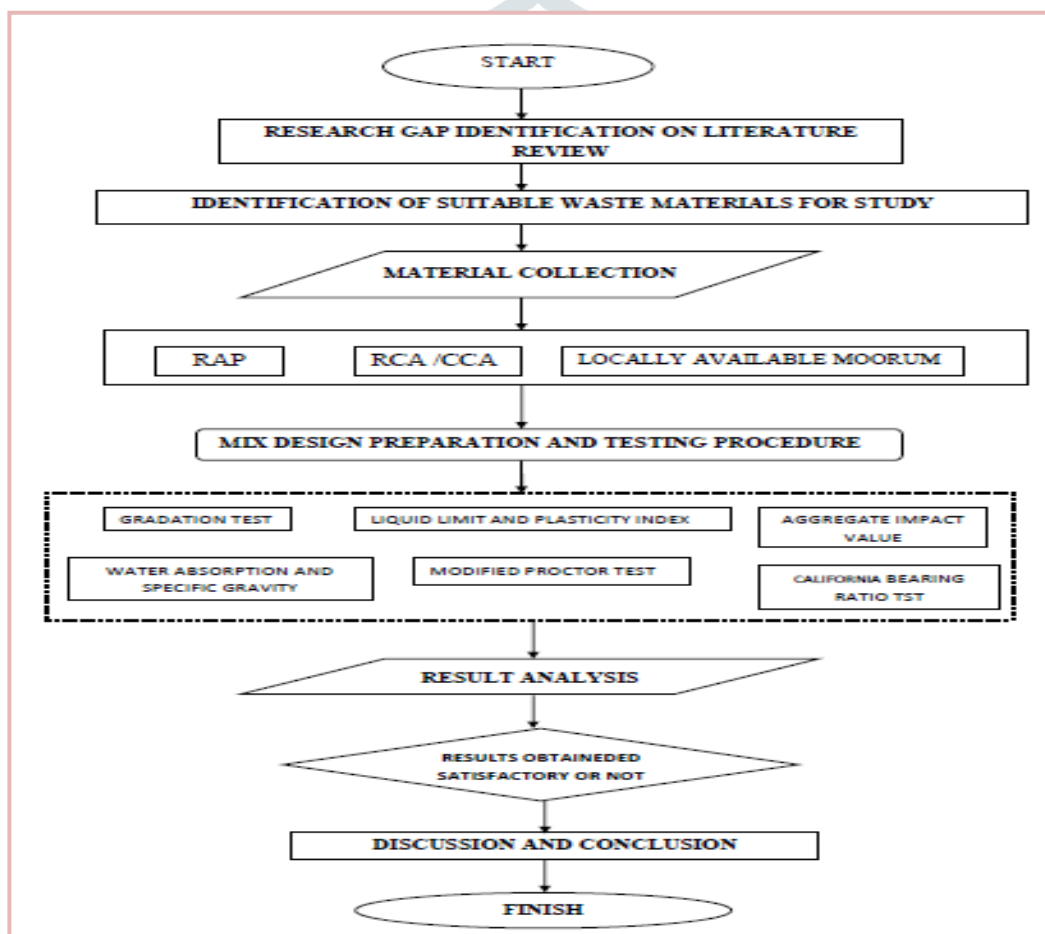 START
RESEARCH GAP IDENTIFICATION ON LITERATURE
REVIEW
IDENTIFICATION OF SUITABLE WASTE MATERIALS FOR STUDY
MATERIAL COLLECTION
RAP
RCA /CCA
LOCALLY AVAILABLE MOORUM
MIX DESIGN PREPARATION AND TESTING PROCEDURE
GRADATION TEST
LIQUID LIMIT AND PLASTICITY INDEX
AGGREGATE IMPACT
VALUE
WATER ABSORPTION AND
SPECIFIC GRAVITY
MODIFIED PROCTOR TEST
CALIFORNIA BEARING
RATIO TST
RESULT ANALYSIS
RESULTS OBTAINEDED
SATISFACTORY OR NOT
DISCUSSION AND CONCLUSION
FINISH